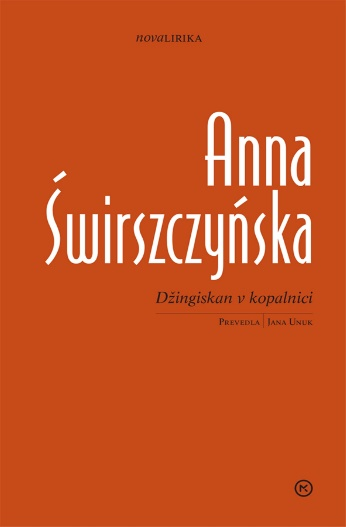 novaLIRIKA
Anna
Świrszczyńska
Džingiskan v kopalnici
PREVEDLA | JANA UNUK